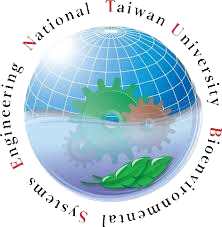 National Taiwan University
Bioenvironmental Systems Engineering